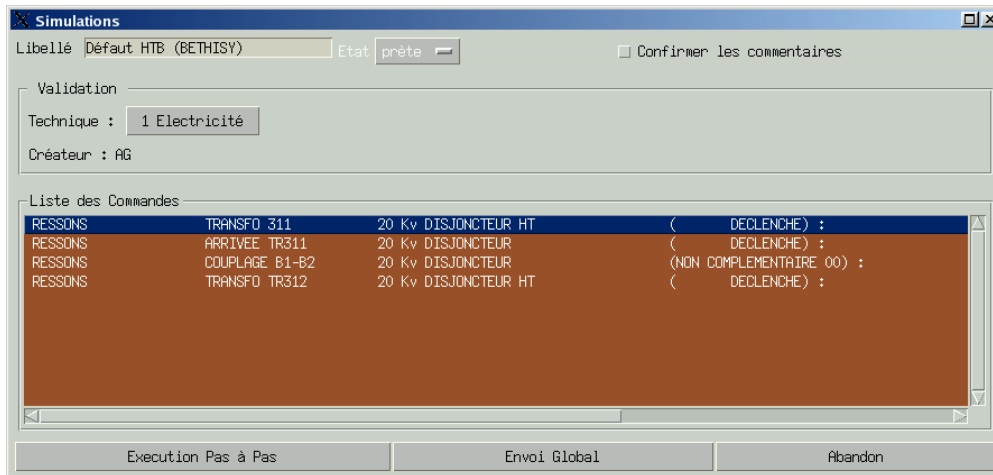 Simulations
Libellé Défaut HTB (BETHISY) Etat prète Confirmer les commentaires
Validation
Technique : 1 Electricité
Créateur : AG
Liste des Commandes
RESSONS TRANSFO 311 20 Kv DISJONCTEUR HT ( DECLENCHE) :
RESSONS ARRIVEE TR311 20 Kv DISJONCTEUR ( DECLENCHE) :
RESSONS COUPLAGE B1-B2 20 Kv DISJONCTEUR (NON COMPLEMENTAIRE 00) :
RESSONS TRANSFO TR312 20 Kv DISJONCTEUR HT ( DECLENCHE) :
Execution Pas à Pas Envoi Global Abandon